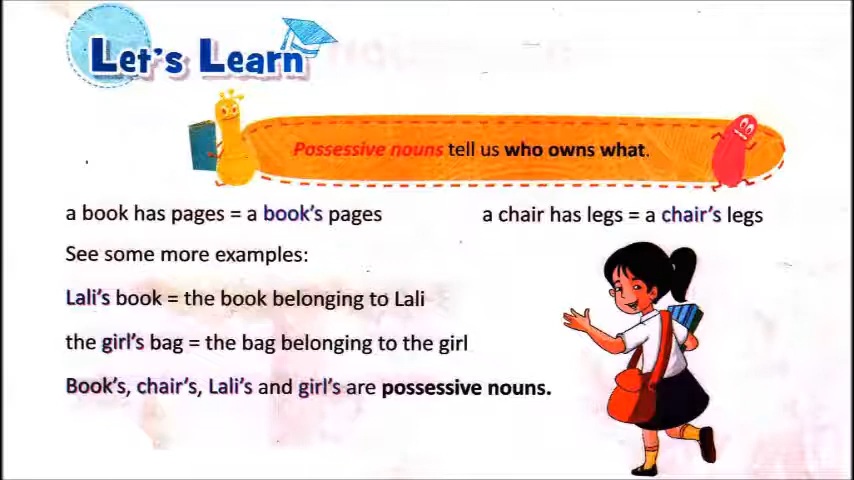 Let's Learn
Possessive nouns tell us who owns what.
a book has pages = a book's pages
a chair has legs = a chair's legs
See some more examples:
Lali's book = the book belonging to Lali
the girl's bag = the bag belonging to the girl
Book's, chair's, Lali's and girl's are possessive nouns.